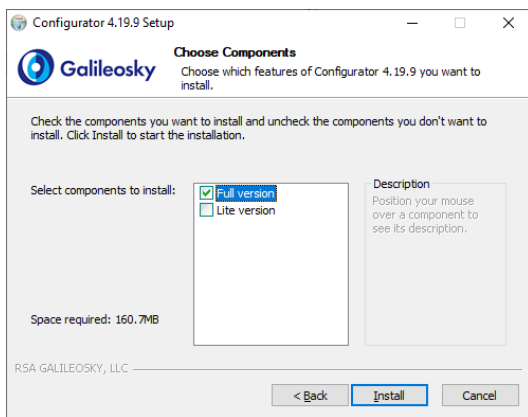 Configurator 4.19.9 Setup
Galileosky
Choose Components
Choose which features of Configurator 4.19.9 you want to
install.
Check the components you want to install and uncheck the components you don't want to
install. Click Install to start the installation.
Select components to install:
Full version
Lite version
Description
Position your mouse
over a component to
see its description.
Space required: 160.7MB
RSA GALILEOSKY, LLC
< Back
Install
Cancel